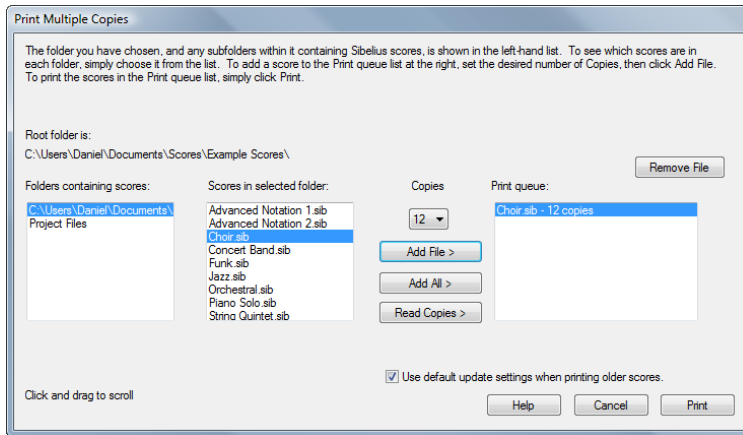 Print Multiple Copies
The folder you have chosen, and any subfolders within it containing Sibelius scores, is shown in the left-hand list.  To see which scores are in
each folder, simply choose it from the list.  To add a score to the Print queue list at the right, set the desired number of Copies, then click Add File.
To print the scores in the Print queue list, simply click Print.
Root folder is:
C:\Users\Daniel\Documents\Scores\Example Scores\
Remove File
Folders containing scores:
C:\Users\Daniel\Documents\
Project Files
Scores in selected folder:
Advanced Notation 1.sib
Advanced Notation 2.sib
Choir.sib
Concert Band.sib
Funk.sib
Jazz.sib
Orchestral.sib
Piano Solo.sib
String Quintet.sib
Copies
12
Add File >
Add All >
Read Copies >
Print queue:
Choir.sib - 12 copies
Use default update settings when printing older scores.
Click and drag to scroll
Help
Cancel
Print